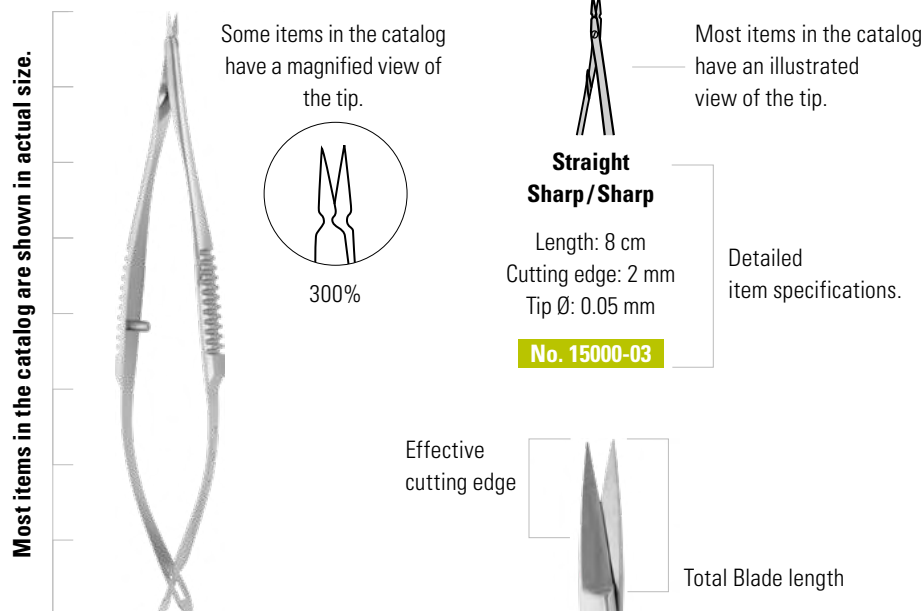 Most items in the catalog are shown in actual size.
Some items in the catalog
have a magnified view of
the tip.
300%
Most items in the catalog
have an illustrated
view of the tip.
Straight
Sharp / Sharp
Length: 8 cm
Cutting edge: 2 mm
Tip Ø: 0.05 mm
No. 15000-03
Detailed
item specifications.
Effective
cutting edge
Total Blade length